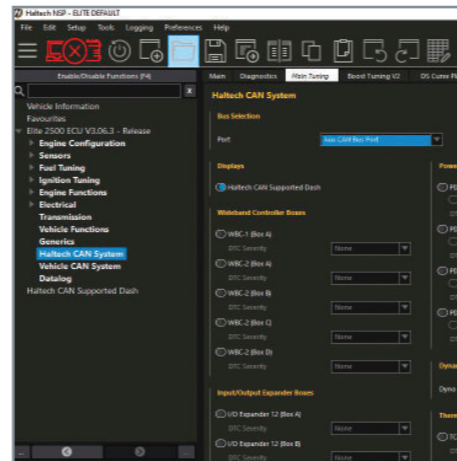 Haltech NSP - ELITE DEFAULT
File Edit Setup Tools Logging Preferences Help
Enable/Disable Functions [F4]
Main Diagnostics Main Tuning Boost Tuning V2
x
Haltech CAN System
Vehicle Information
Favourites
Elite 2500 ECU V3.06.3 - Release
Engine Configuration
Sensors
Fuel Tuning
Ignition Tuning
Engine Functions
Electrical
Transmission
Vehicle Functions
Generics
Haltech CAN System
Vehicle CAN System
Datalog
Haltech CAN Supported Dash
Bus Selection
Port Aux CAN Bus Port
Displays
Haltech CAN Supported Dash
Wideband Controller Boxes
WBC-1 (Box A)
DTC Severity None
WBC-2 (Box A)
DTC Severity None
WBC-2 (Box B)
DTC Severity None
WBC-2 (Box C)
DTC Severity None
WBC-2 (Box D)
DTC Severity None
Input/Output Expander Boxes
I/O Expander 12 (Box A)
DTC Severity None
I/O Expander 12 (Box B)
DTC Severity None
Dyno